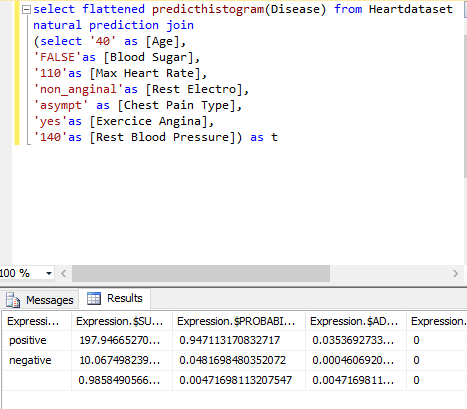 select flattened predicthistogram(Disease) from Heartdataset
natural prediction join
(select '40' as [Age],
'FALSE'as [Blood Sugar],
'110'as [Max Heart Rate],
'non_anginal'as [Rest Electro],
'asympt' as [Chest Pain Type],
'yes'as [Exercice Angina],
'140'as [Rest Blood Pressure]) as t
100 %
Messages Results
Expressi... Expression.$SU... Expression.$PROBABI... Expression.$AD... Expression.
positive 197.94665270... 0.947113170832717 0.0353692733... 0
negative 10.067498239... 0.0481698480352072 0.0004606920... 0
0.9858490566... 0.00471698113207547 0.0047169811... 0